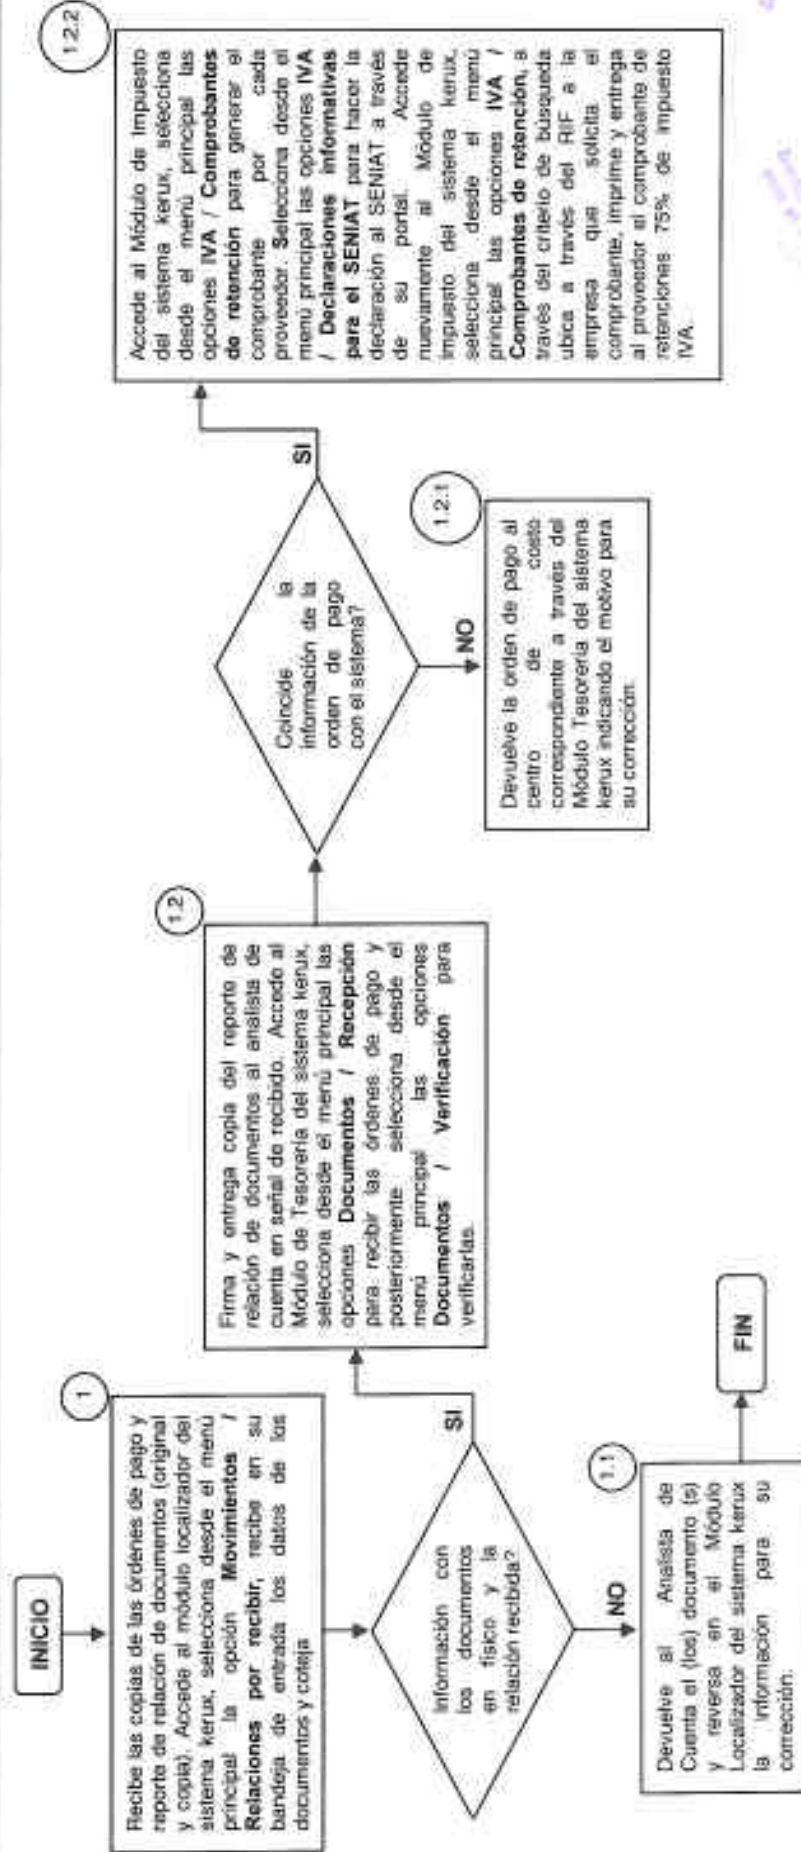 INICIO
1
Recibe las copias de las órdenes de pago y
reporte de relación de documentos (original
y copia). Accede al módulo localizador del
sistema kerux, selecciona desde el menú
principal la opción Movimientos /
Relaciones por recibir, recibe en su
bandeja de entrada los datos de los
documentos y coteja
Información con
los documentos
en físico y la
relación recibida?
NO
1.1
Devuelve al Analista de
Cuenta el (los) documento (s)
y reversa en el Módulo
Localizador del sistema kerux
la información para su
corrección.
FIN
SI
1.2
Firma y entrega copia del reporte de
relación de documentos al analista de
cuenta en señal de recibido. Accede al
Módulo de Tesorería del sistema kerux,
selecciona desde el menú principal las
opciones Documentos / Recepción
para recibir las órdenes de pago y
posteriormente selecciona desde el
menú principal las opciones
Documentos / Verificación para
verificarlas.
Coincide la
información de la
orden de pago
con el sistema?
NO
1.2.1
Devuelve la orden de pago al
centro de costo
correspondiente a través del
Módulo Tesorería del sistema
kerux indicando el motivo para
su corrección.
SI
1.2.2
Accede al Módulo de Impuesto
del sistema kerux, selecciona
desde el menú principal las
opciones IVA / Comprobantes
de retención para generar el
comprobante por cada
proveedor. Selecciona desde el
menú principal las opciones IVA
/ Declaraciones informativas
para el SENIAT para hacer la
declaración al SENIAT a través
de su portal. Accede
nuevamente al Módulo de
impuesto del sistema kerux,
selecciona desde el menú
principal las opciones IVA /
Comprobantes de retención, a
través del criterio de búsqueda
ubica a través del RIF a la
empresa que solicita el
comprobante, imprime y entrega
al proveedor el comprobante de
retenciones 75% de impuesto
IVA.